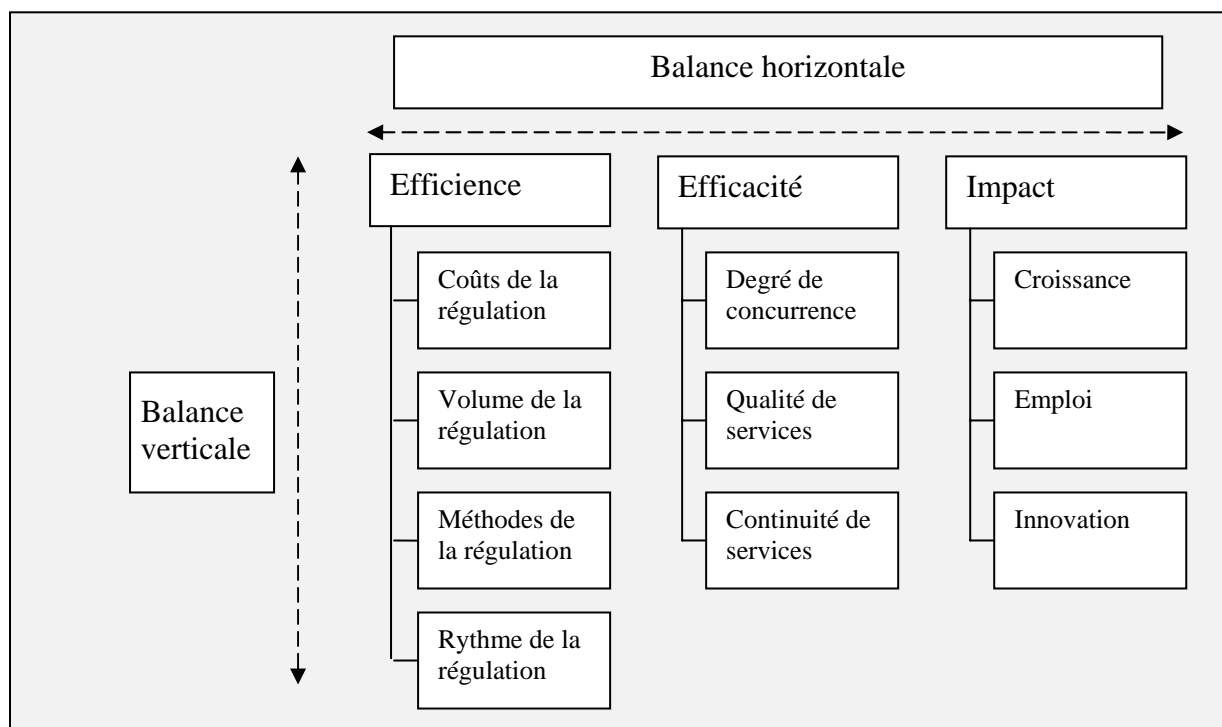 Balance horizontale
Efficience
Efficacité
Impact
Coûts de la
régulation
Degré de
concurrence
Croissance
Balance
verticale
Volume de la
régulation
Qualité de
services
Emploi
Méthodes de
la régulation
Continuité de
services
Innovation
Rythme de la
régulation